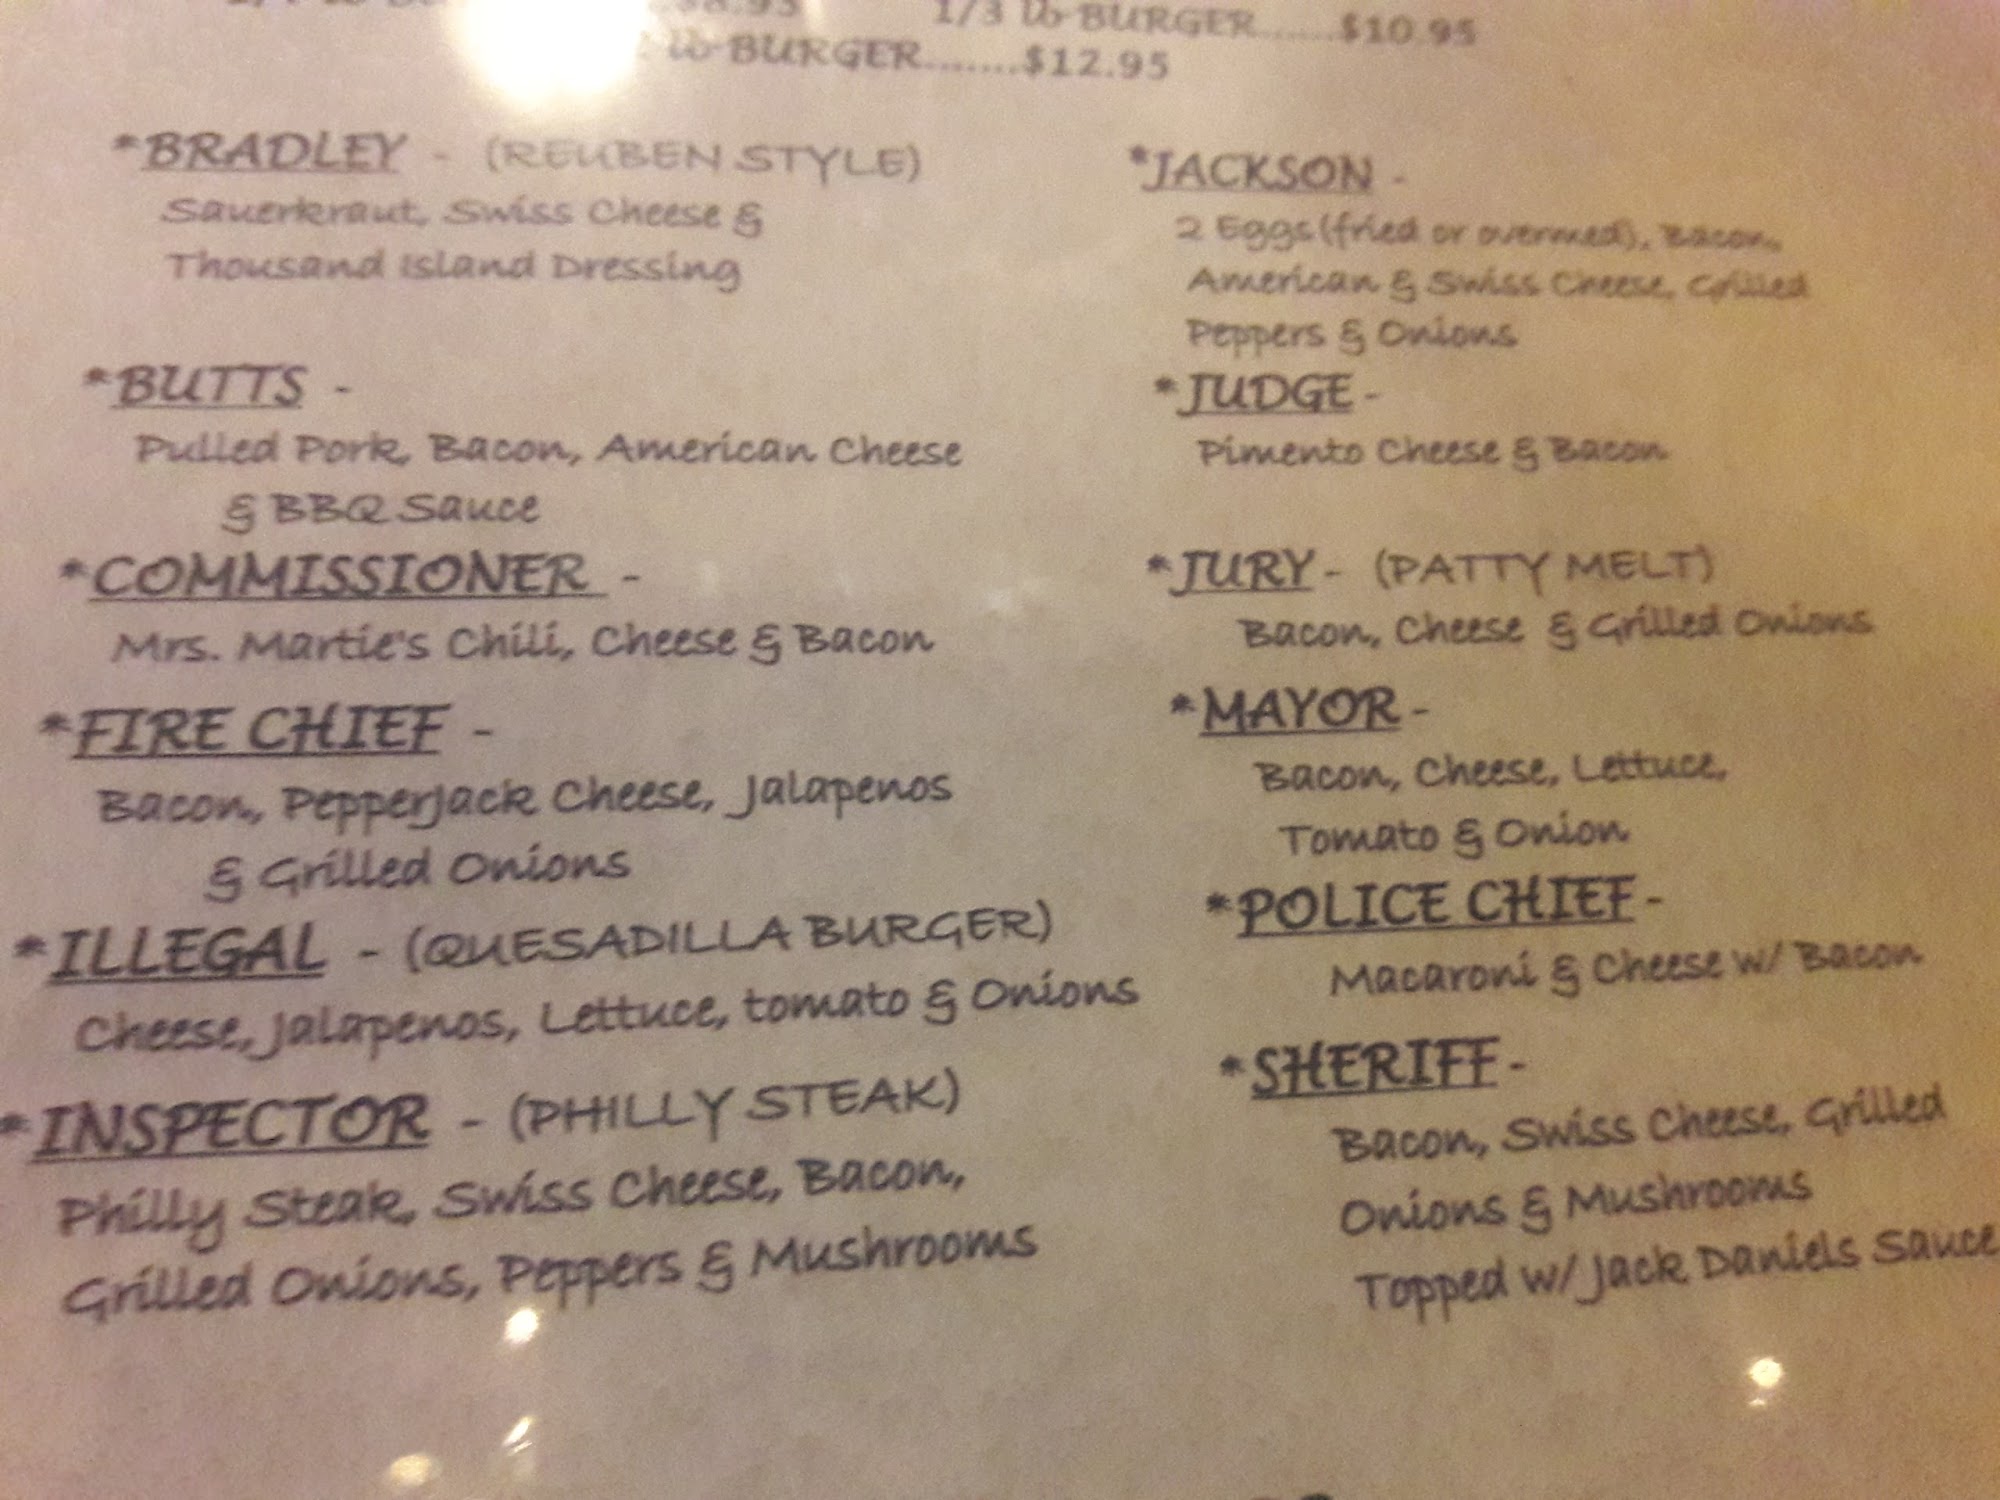 1/3 lb BURGER.......$10.95
lb BURGER........$12.95
*BRADLEY - (REUBEN STYLE)
Sauerkraut, Swiss Cheese &
Thousand Island Dressing
*BUTTS -
Pulled Pork, Bacon, American Cheese
& BBQ Sauce
*COMMISSIONER -
Mrs. Martie's Chili, Cheese & Bacon
*FIRE CHIEF -
Bacon, PepperJack Cheese, Jalapenos
& Grilled Onions
*ILLEGAL - (QUESADILLA BURGER)
Cheese, Jalapenos, Lettuce, tomato & Onions
*INSPECTOR - (PHILLY STEAK)
Philly Steak, Swiss Cheese, Bacon,
Grilled Onions, Peppers & Mushrooms
*JACKSON -
2 Eggs (fried or overmed), Bacon,
American & Swiss Cheese, Grilled
Peppers & Onions
*JUDGE -
Pimento Cheese & Bacon
*JURY - (PATTY MELT)
Bacon, Cheese & Grilled Onions
*MAYOR -
Bacon, Cheese, Lettuce,
Tomato & Onion
*POLICE CHIEF -
Macaroni & Cheese w/ Bacon
*SHERIFF -
Bacon, Swiss Cheese, Grilled
Onions & Mushrooms
Topped w/ Jack Daniels Sauce